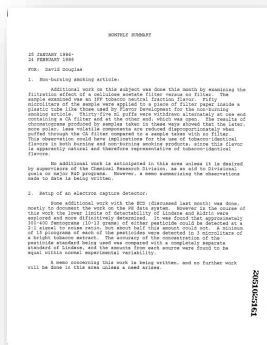 MONTHLY SUMMARY
25 JANUARY 1986-
24 FEBRUARY 1986
FOR: David Douglas
1. Non-burning smoking article:
Additional work on this subject was done this month by examining the
filtration effect of a cellulose acetate filter versus no filter. The
sample examined was an IFF tobacco neutral fraction flavor. Fifty
microliters of the sample were applied to a piece of filter paper inside a
plastic tube like those used by Flavor Development for the non-burning
smoking article. Thirty-five ml puffs were withdrawn alternately at one end
containing a CA filter and at the other end, which was open. The results of
chromatograms produced by samples taken in these ways showed that the later,
more polar, less volatile components are reduced disproportionately when
puffed through the CA filter compared to a sample taken with no filter.
This observation could have implications for the use of tobacco-identical
flavors in both burning and non-burning smoking products, since this flavor
is apparently natural and therefore representative of tobacco-identical
flavors.
No additional work is anticipated in this area unless it is desired
by supervisors of the Chemical Research Division, as an aid to Divisional
goals or major R&D programs. However, a memo summarizing the observations
made to date is being written.
2. Setup of an electron capture detector:
Some additional work with the ECD (discussed last month) was done,
mostly to document the work on the PE data system. However in the course of
this work the lower limits of detectability of Lindane and Aldrin were
explored and more definitively determined. It was found that approximately
300-400 femtograms (10-13 grams) of either pesticide could be detected at a
2:1 signal to noise ratio, but about half this amount could not. A minimum
of 15 picograms of each of the pesticides were detected in 3 microliters of
a bright tobacco extract. The accuracy of the concentration of the
pesticide standard being used was compared with a completely separate
standard of Lindane, and the amounts from each source were found to be
equal within normal experimental variability.
A memo concerning this work is being written, and no further work
will be done in this area unless a need arises.